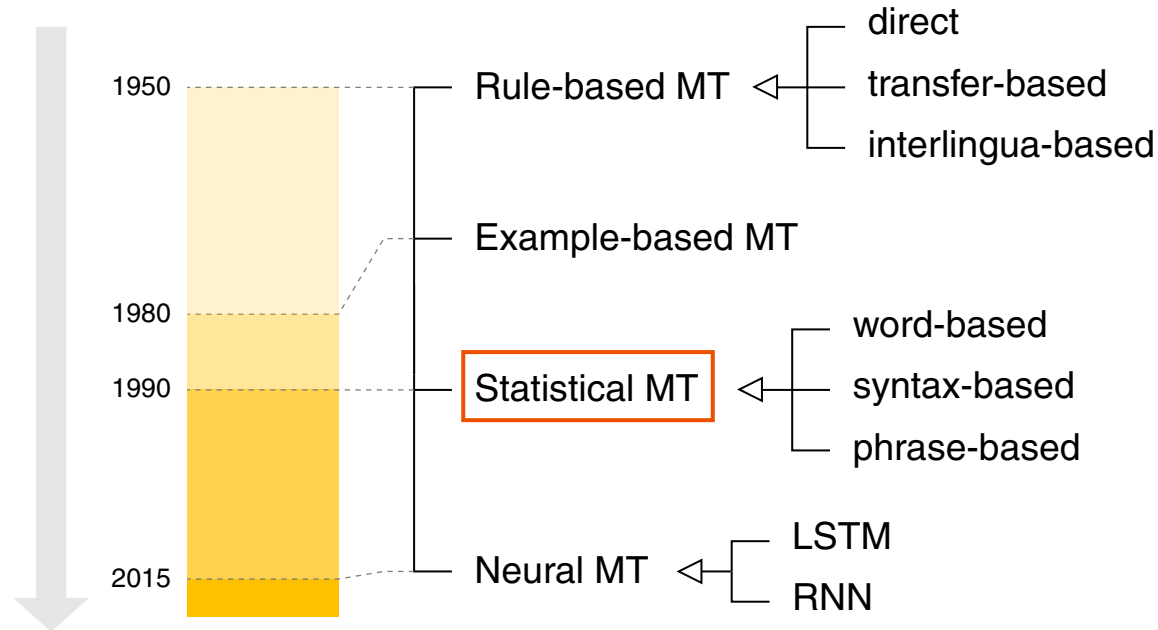 direct
1950
Rule-based MT
transfer-based
interlingua-based
Example-based MT
1980
word-based
1990
Statistical MT
syntax-based
phrase-based
LSTM
2015
Neural MT
RNN